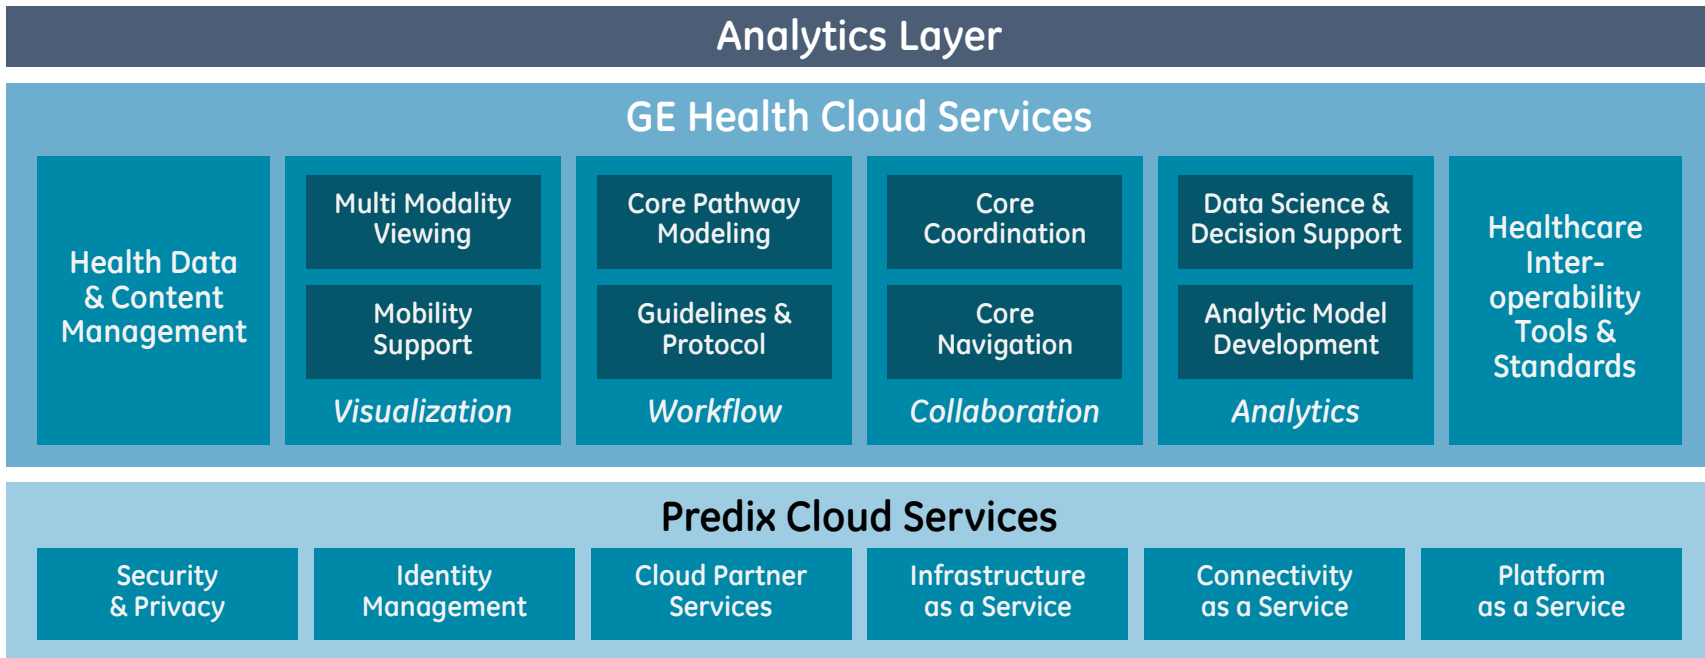 Analytics Layer
GE Health Cloud Services
Health Data
& Content
Management
Multi Modality
Viewing
Mobility
Support
Visualization
Core Pathway
Modeling
Guidelines &
Protocol
Workflow
Core
Coordination
Core
Navigation
Collaboration
Data Science &
Decision Support
Analytic Model
Development
Analytics
Healthcare
Inter-
operability
Tools &
Standards
Predix Cloud Services
Security
& Privacy
Identity
Management
Cloud Partner
Services
Infrastructure
as a Service
Connectivity
as a Service
Platform
as a Service